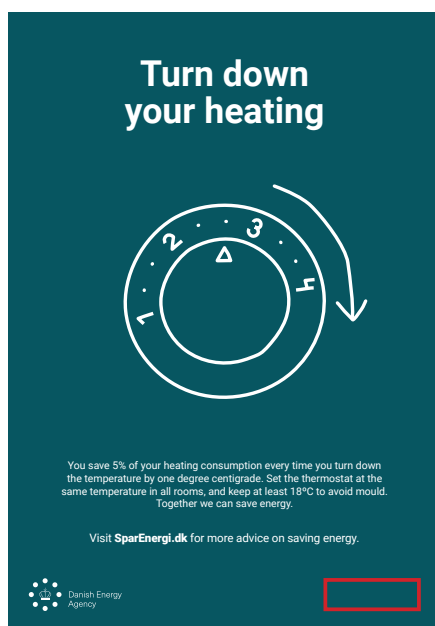 Turn down
your heating
1
2
3
4
You save 5% of your heating consumption every time you turn down
the temperature by one degree centigrade. Set the thermostat at the
same temperature in all rooms, and keep at least 18ºC to avoid mould.
Together we can save energy.
Visit SparEnergi.dk for more advice on saving energy.
Danish Energy
Agency